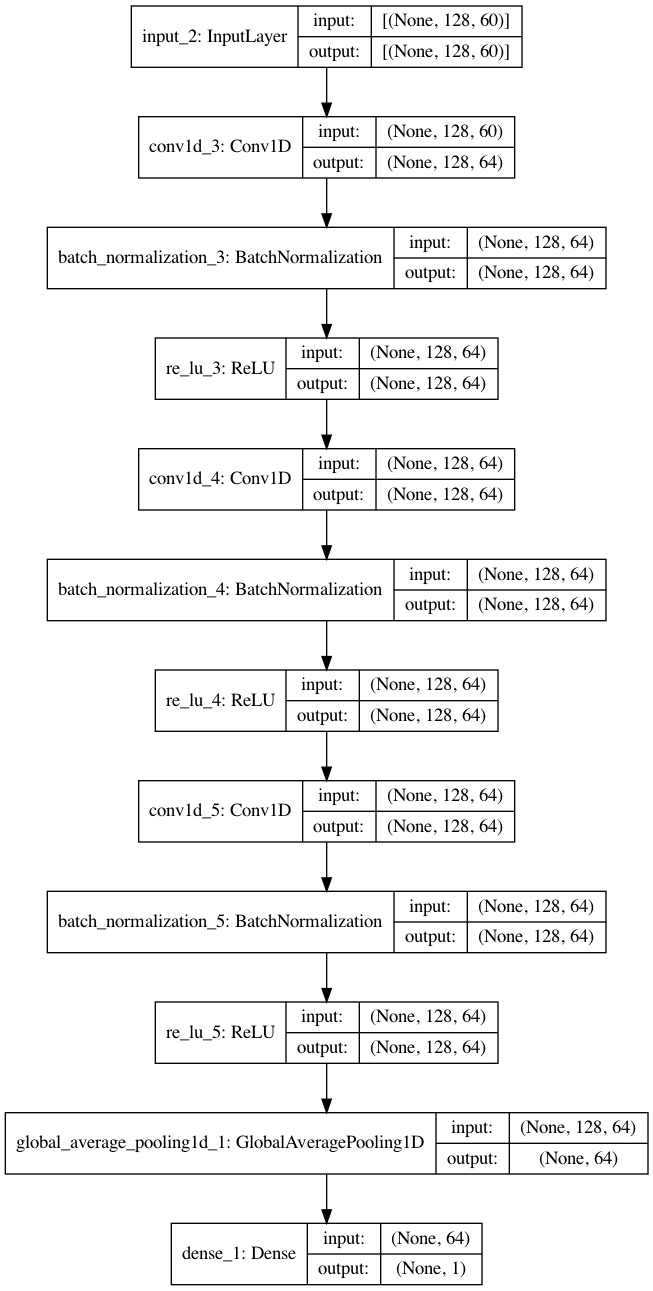 input_2: InputLayer
input: [(None, 128, 60)]
output: [(None, 128, 60)]
conv1d_3: Conv1D
input: (None, 128, 60)
output: (None, 128, 64)
batch_normalization_3: BatchNormalization
input: (None, 128, 64)
output: (None, 128, 64)
re_lu_3: ReLU
input: (None, 128, 64)
output: (None, 128, 64)
conv1d_4: Conv1D
input: (None, 128, 64)
output: (None, 128, 64)
batch_normalization_4: BatchNormalization
input: (None, 128, 64)
output: (None, 128, 64)
re_lu_4: ReLU
input: (None, 128, 64)
output: (None, 128, 64)
conv1d_5: Conv1D
input: (None, 128, 64)
output: (None, 128, 64)
batch_normalization_5: BatchNormalization
input: (None, 128, 64)
output: (None, 128, 64)
re_lu_5: ReLU
input: (None, 128, 64)
output: (None, 128, 64)
global_average_pooling1d_1: GlobalAveragePooling1D
input: (None, 128, 64)
output: (None, 64)
dense_1: Dense
input: (None, 64)
output: (None, 1)